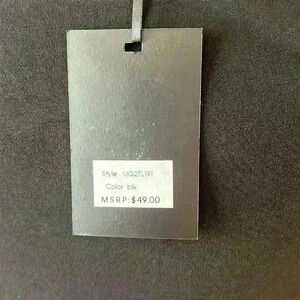 Style UG2TL191
Color blk
MSRP:$49.00